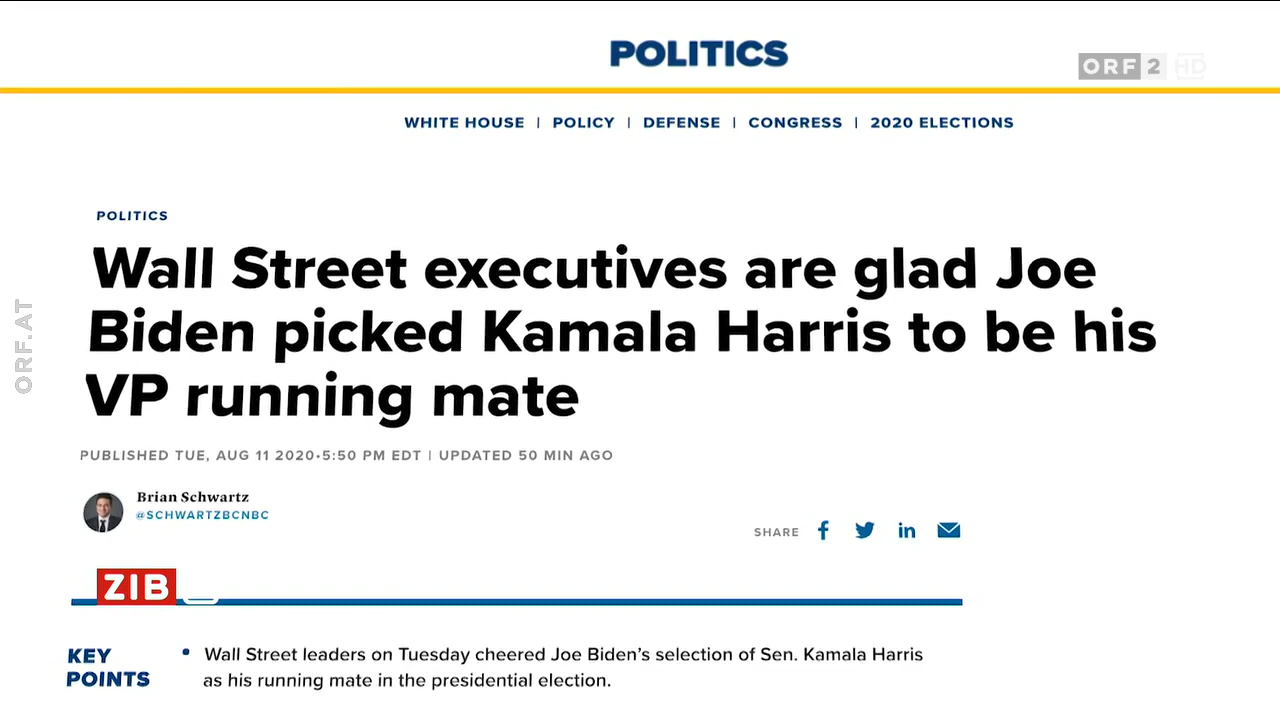 POLITICS
ORF 2 HD
WHITE HOUSE | POLICY | DEFENSE | CONGRESS | 2020 ELECTIONS
POLITICS
Wall Street executives are glad Joe
Biden picked Kamala Harris to be his
VP running mate
ORF.AT
PUBLISHED TUE, AUG 11 2020•5:50 PM EDT | UPDATED 50 MIN AGO
Brian Schwartz
@SCHWARTZBCNBC
SHARE
ZIB
KEY
POINTS
• Wall Street leaders on Tuesday cheered Joe Biden’s selection of Sen. Kamala Harris
as his running mate in the presidential election.